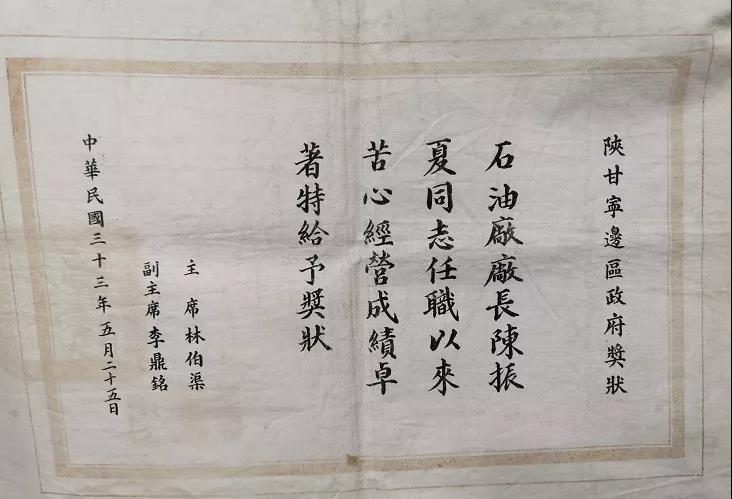 陝甘寧邊區政府獎狀
石油廠廠長陳振
夏同志任職以來
苦心經營成績卓
著特給予獎狀
主席林伯渠
副主席李鼎銘
中華民國三十三年五月二十五日